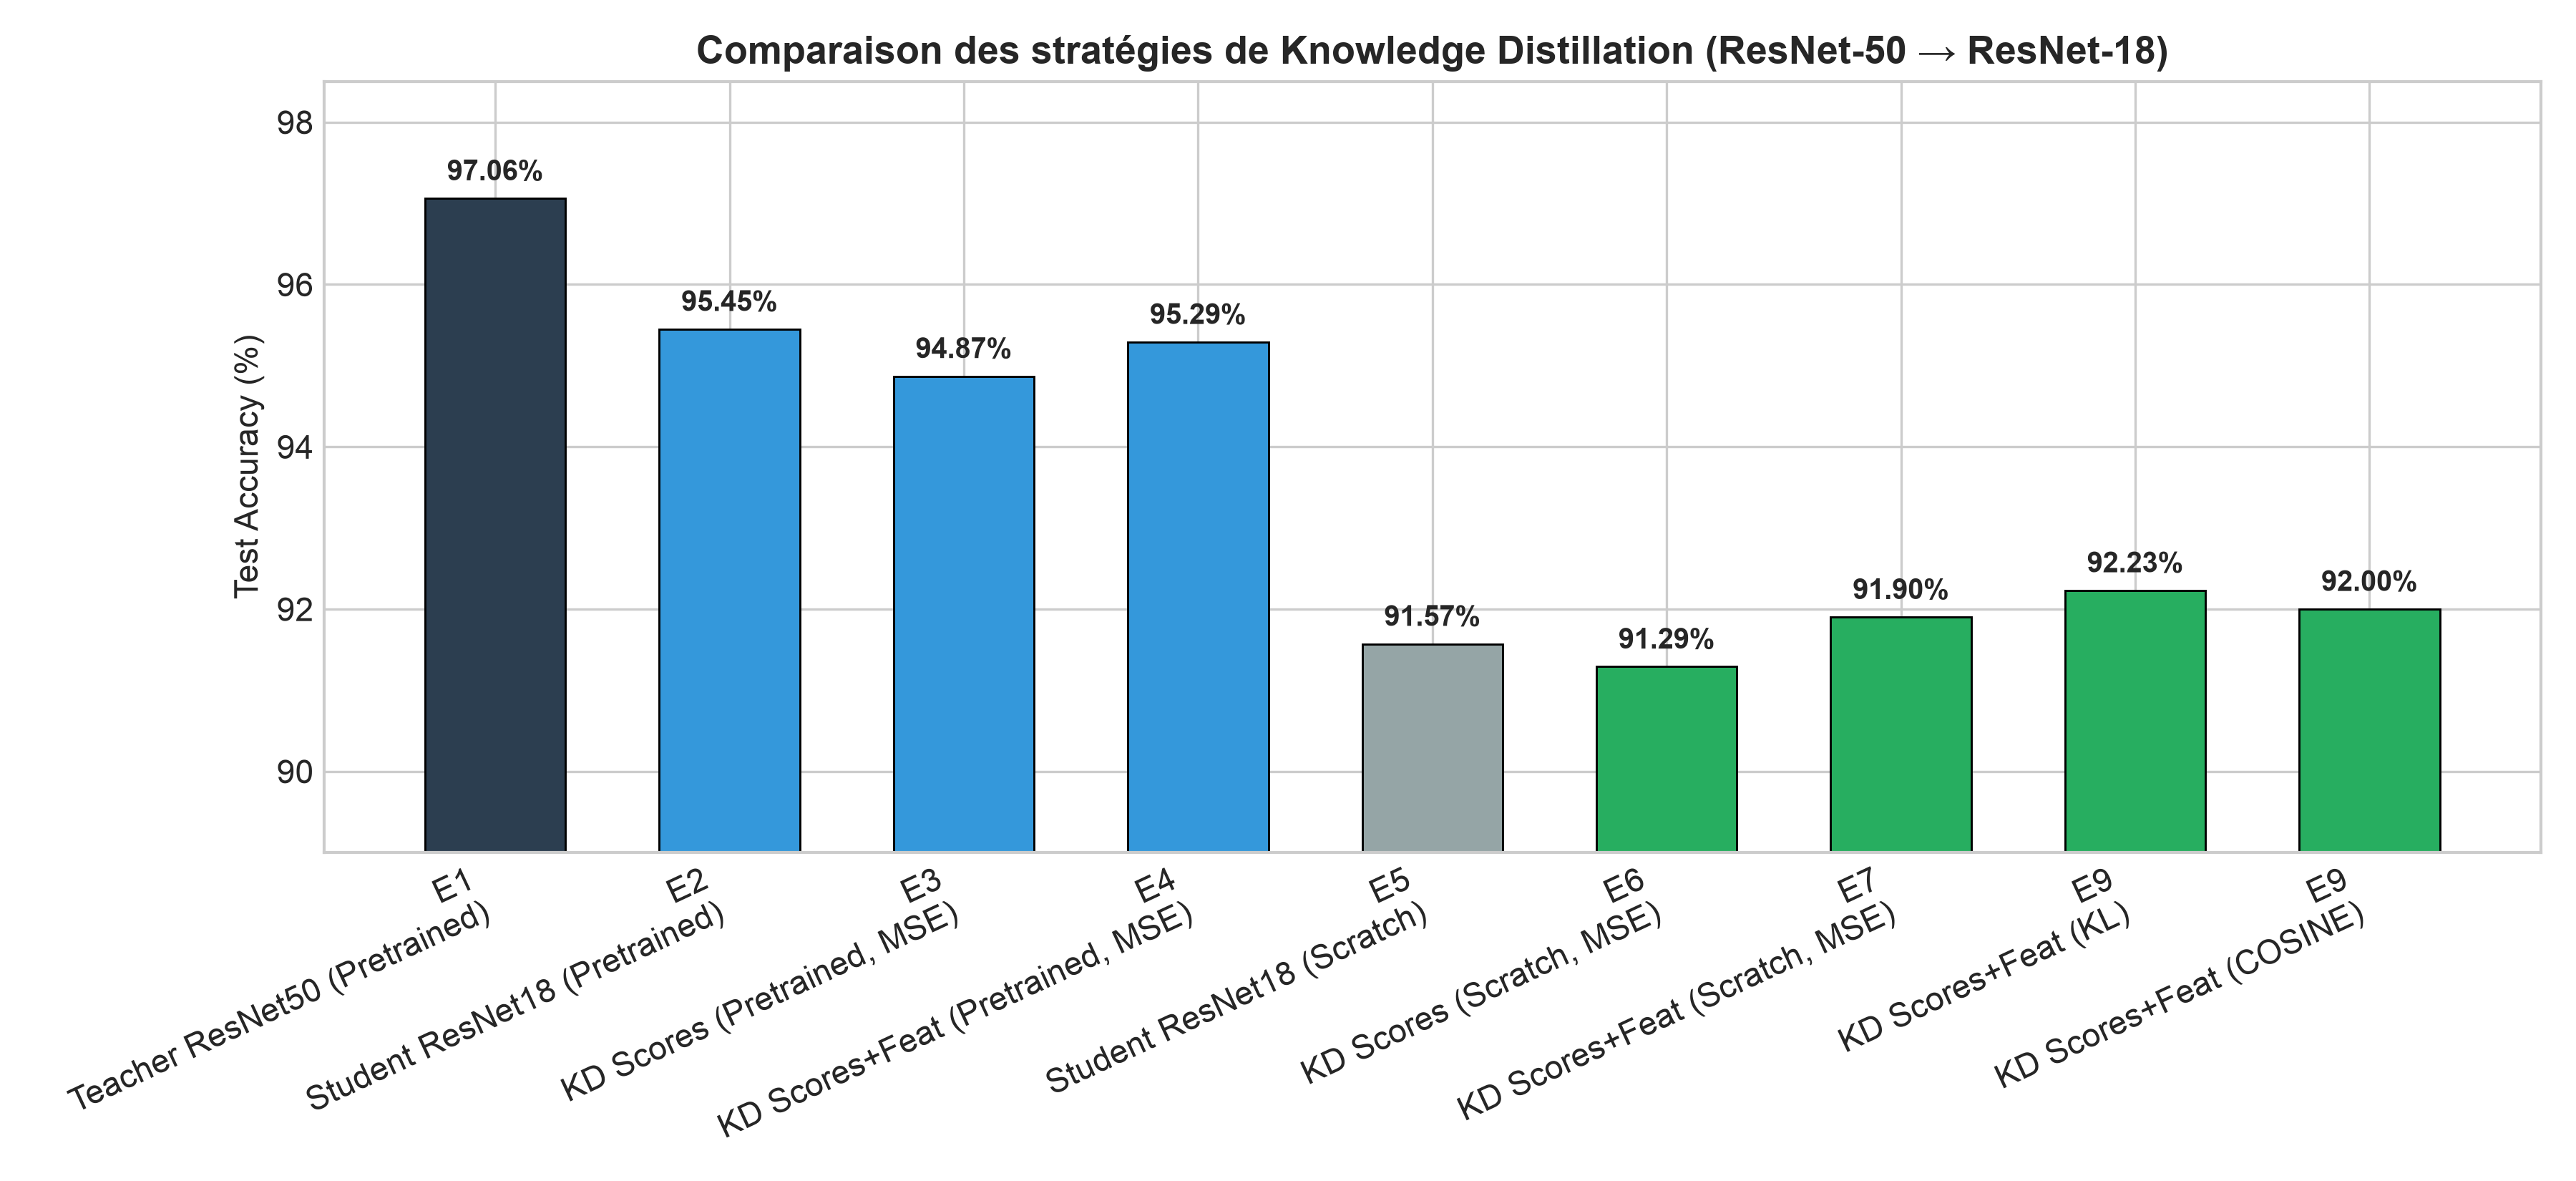 Comparaison des stratégies de Knowledge Distillation (ResNet-50 → ResNet-18)
Test Accuracy (%)
98
96
94
92
90
97.06%
95.45%
94.87%
95.29%
91.57%
91.29%
91.90%
92.23%
92.00%
E1
Teacher ResNet50 (Pretrained)
E2
Student ResNet18 (Pretrained)
E3
KD Scores (Pretrained, MSE)
E4
KD Scores+Feat (Pretrained, MSE)
E5
Student ResNet18 (Scratch)
E6
KD Scores (Scratch, MSE)
E7
KD Scores+Feat (Scratch, MSE)
E9
KD Scores+Feat (KL)
E9
KD Scores+Feat (COSINE)